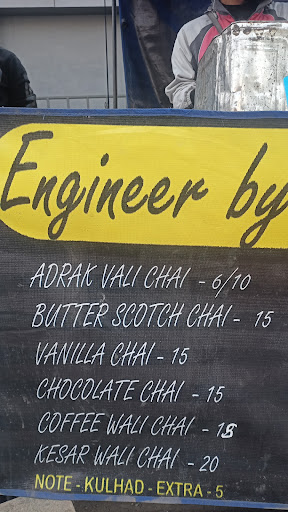 Engineer by
ADRAK VALI CHAI - 6/10
BUTTER SCOTCH CHAI - 15
VANILLA CHAI - 15
CHOCOLATE CHAI - 15
COFFEE WALI CHAI - 18
KESAR WALI CHAI - 20
NOTE - KULHAD - EXTRA - 5